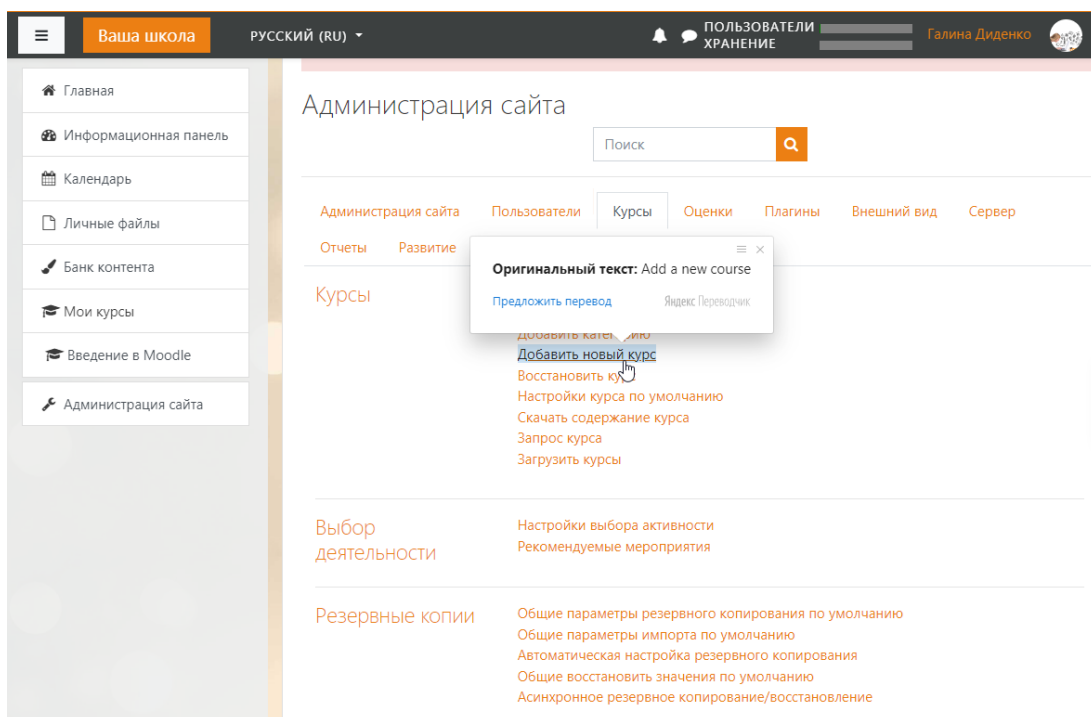 Ваша школа
РУССКИЙ (RU)
ПОЛЬЗОВАТЕЛИ
ХРАНЕНИЕ
Галина Диденко
Главная
Информационная панель
Календарь
Личные файлы
Банк контента
Мои курсы
Введение в Moodle
Администрация сайта
Администрация сайта
Поиск
Администрация сайта Пользователи Курсы Оценки Плагины Внешний вид Сервер
Отчеты Развитие
Оригинальный текст: Add a new course
Предложить перевод Яндекс Переводчик
Курсы
Добавить категорию
Добавить новый курс
Восстановить курс
Настройки курса по умолчанию
Скачать содержание курса
Запрос курса
Загрузить курсы
Выбор
деятельности
Настройки выбора активности
Рекомендуемые мероприятия
Резервные копии
Общие параметры резервного копирования по умолчанию
Общие параметры импорта по умолчанию
Автоматическая настройка резервного копирования
Общие восстановить значения по умолчанию
Асинхронное резервное копирование/восстановление